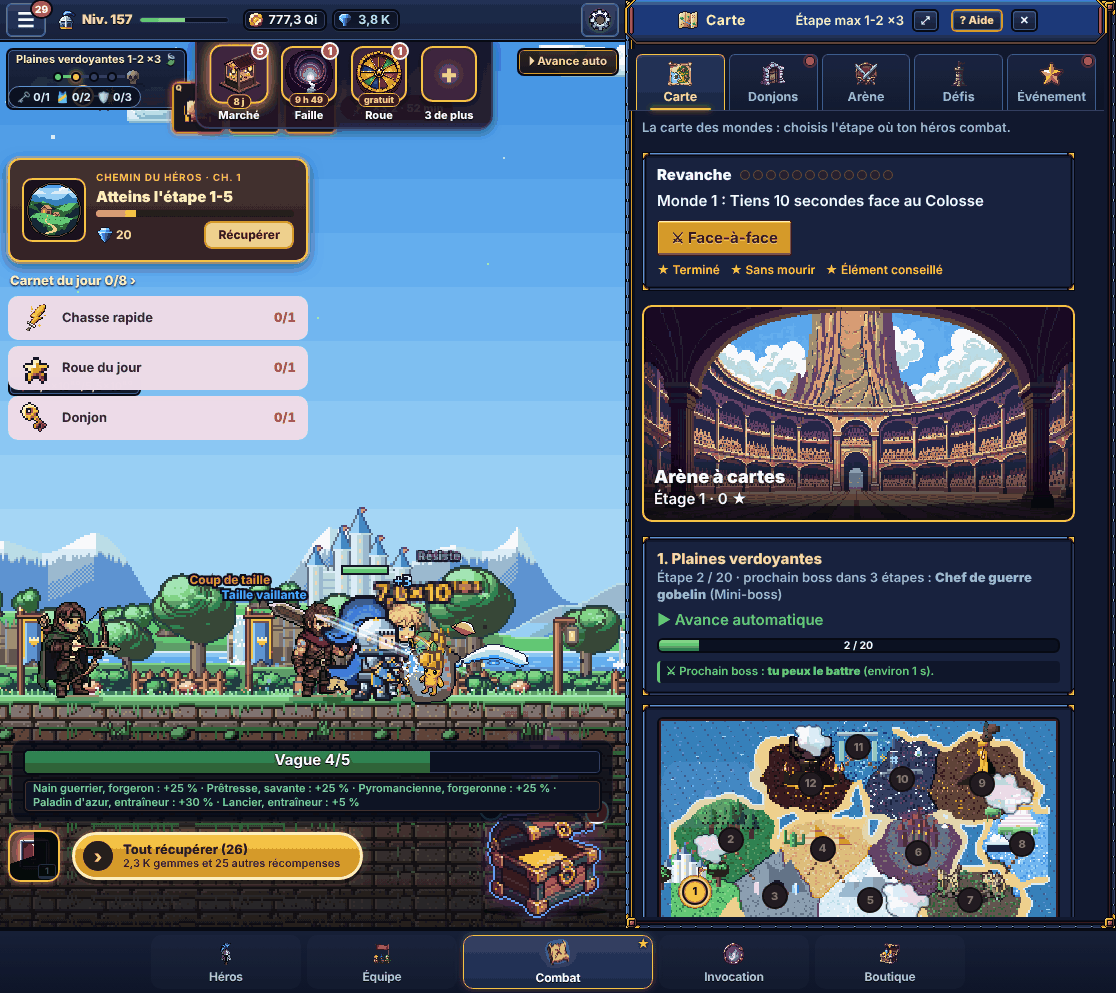 29
Niv. 157
777,3 Qi
3,8 K
Carte
Étape max 1-2 ×3
? Aide
Plaines verdoyantes 1-2 ×3
0/1
0/2
0/3
5
8 j
Marché
1
9 h 49
Faille
1
gratuit
Roue
3 de plus
Avance auto
CHEMIN DU HÉROS · CH. 1
Atteins l'étape 1-5
20
Récupérer
Carnet du jour 0/8 ›
Chasse rapide 0/1
Roue du jour 0/1
Donjon 0/1
Résiste
Coup de taille
Taille vaillante
+3
Vague 4/5
Nain guerrier, forgeron : +25 % · Prêtresse, savante : +25 % · Pyromancienne, forgeronne : +25 % ·
Paladin d'azur, entraîneur : +30 % · Lancier, entraîneur : +5 %
1
Tout récupérer (26)
2,3 K gemmes et 25 autres récompenses
Carte
Donjons
Arène
Défis
Événement
La carte des mondes : choisis l'étape où ton héros combat.
Revanche
Monde 1 : Tiens 10 secondes face au Colosse
Face-à-face
★ Terminé ★ Sans mourir ★ Élément conseillé
Arène à cartes
Étage 1 · 0 ★
1. Plaines verdoyantes
Étape 2 / 20 · prochain boss dans 3 étapes : Chef de guerre
gobelin (Mini-boss)
Avance automatique
2 / 20
Prochain boss : tu peux le battre (environ 1 s).
11
12
10
9
2
4
6
8
1
3
5
7
Héros
Équipe
Combat
Invocation
Boutique